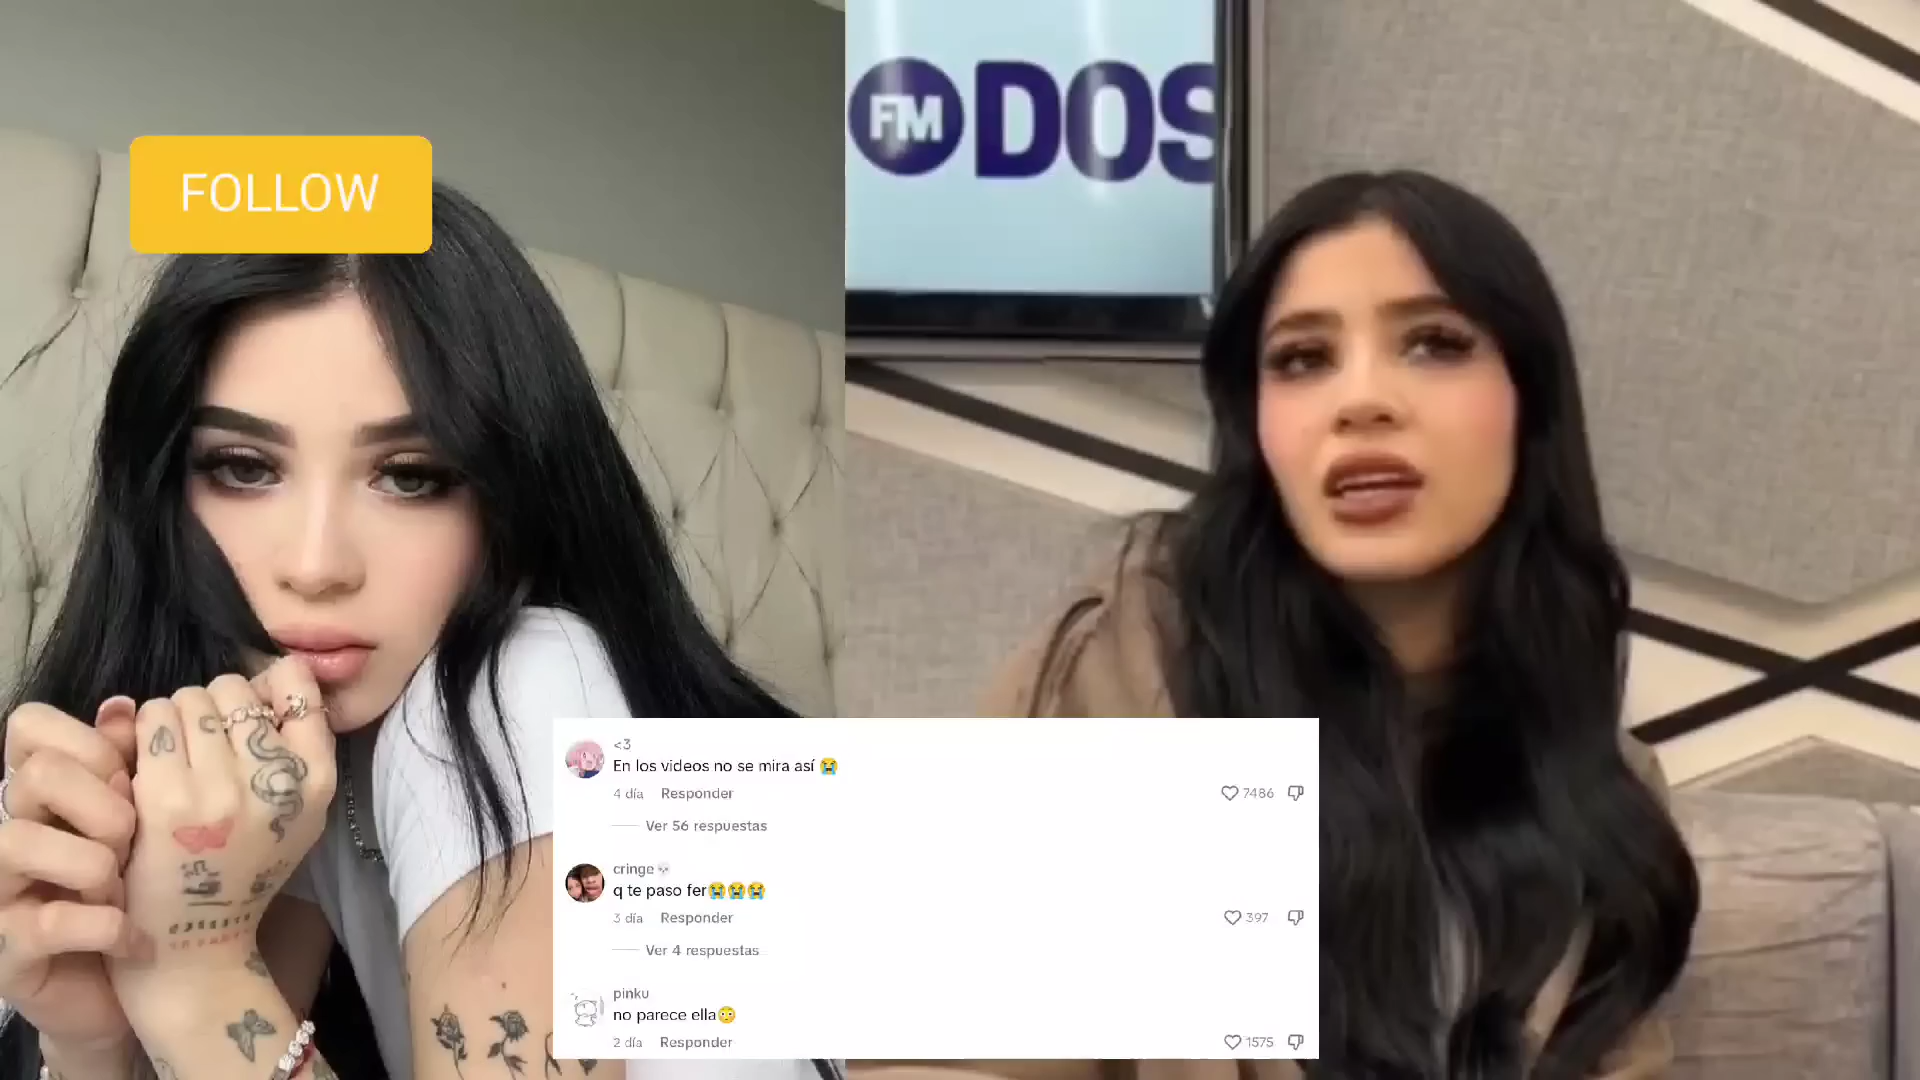 FOLLOW
FM DOS
<3
En los videos no se mira así 😭
4 día Responder
7486
Ver 56 respuestas
cringe💀
q te paso fer😭😭😭
3 día Responder
397
Ver 4 respuestas
pinku
no parece ella😳
2 día Responder
1575